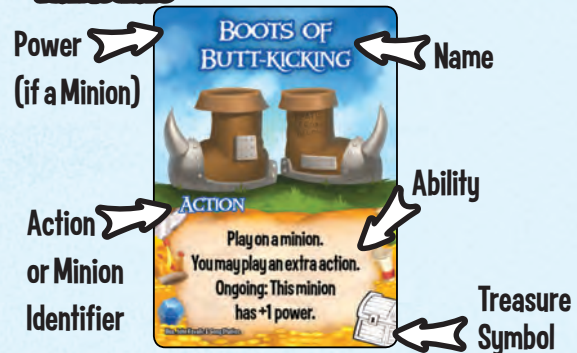 Power
(if a Minion)
BOOTS OF
BUTT-KICKING
Name
ACTION
Ability
Action
or Minion
Identifier
Play on a minion.
You may play an extra action.
Ongoing: This minion
has +1 power.
Treasure
Symbol